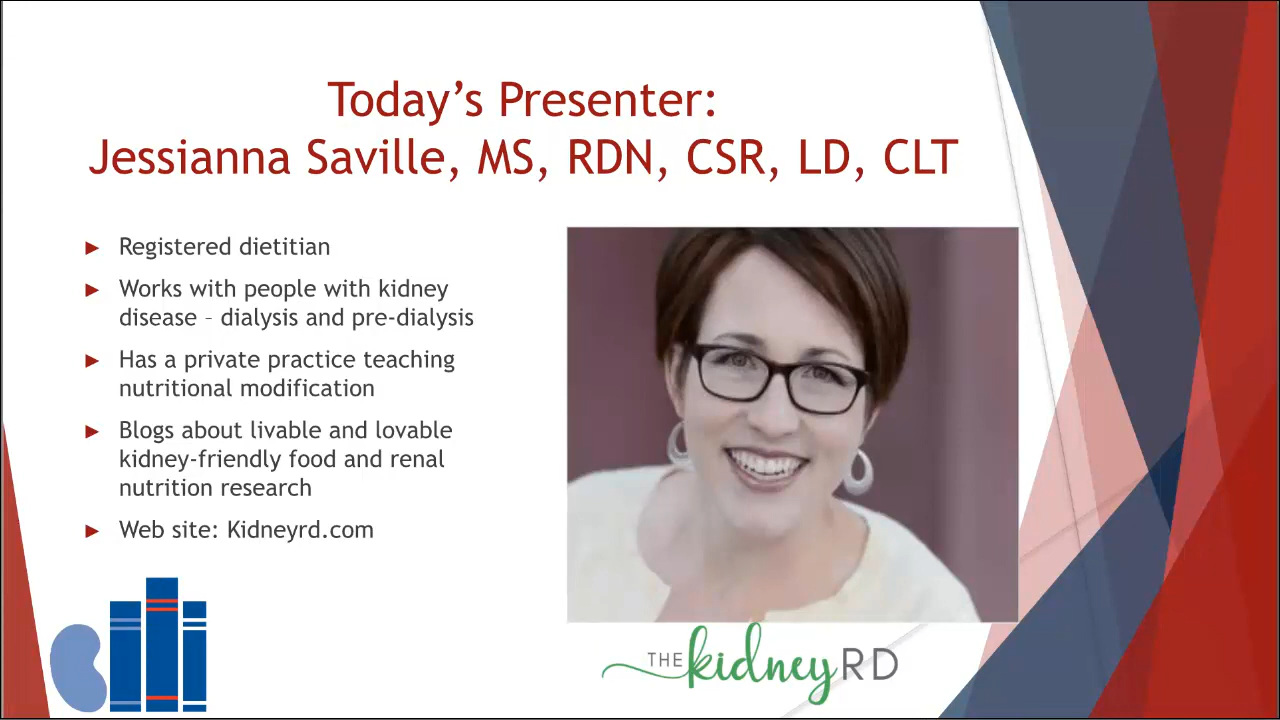 Today’s Presenter:
Jessianna Saville, MS, RDN, CSR, LD, CLT
Registered dietitian
Works with people with kidney
disease – dialysis and pre-dialysis
Has a private practice teaching
nutritional modification
Blogs about livable and lovable
kidney-friendly food and renal
nutrition research
Web site: Kidneyrd.com
THE kidney RD